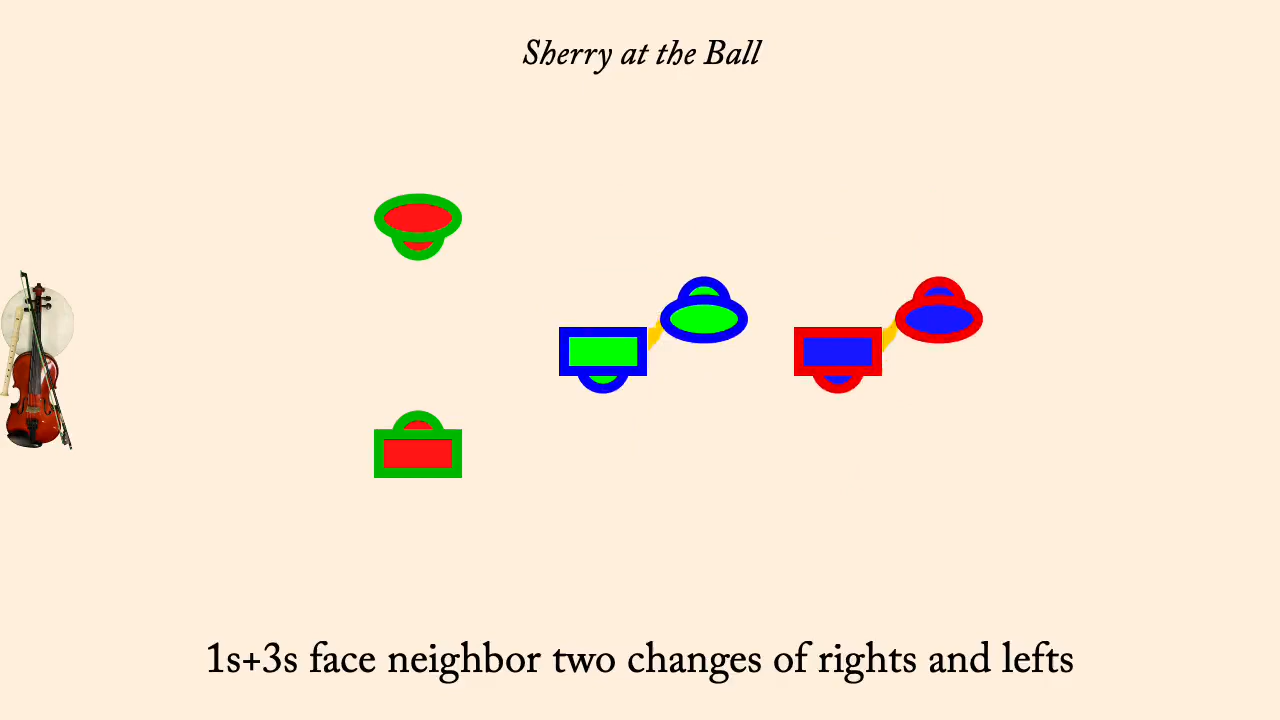 Sherry at the Ball
1s+3s face neighbor two changes of rights and lefts